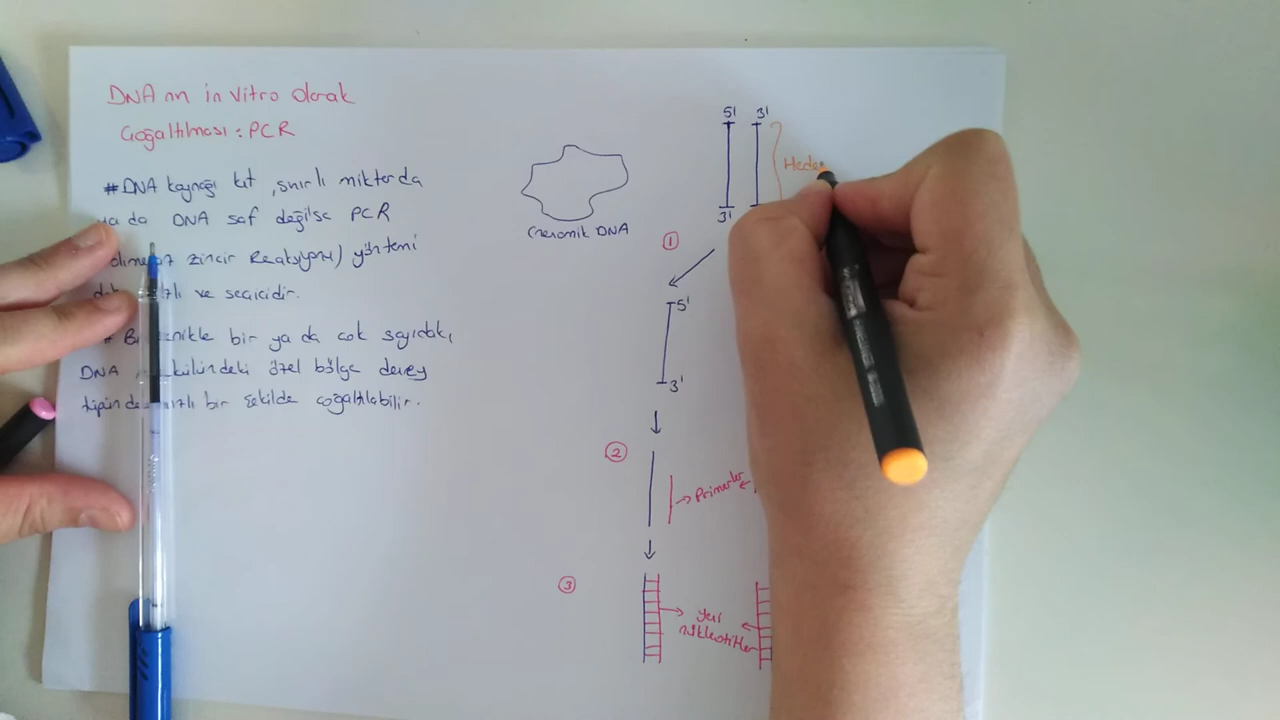 DNA nın in vitro olarak
Çoğaltılması : PCR
#DNA kaynağı kıt, sınırlı miktarda
ya da DNA saf değilse PCR
zincir Reaksiyonu) yöntemi
ve seçicidir.
bir ya da çok sayıdaki
DNA özel bölge deney
bir şekilde çoğaltılabilir.
Genomik DNA
5' 3'
Hede
3'
1
5'
3'
2
Primerler
3
yeni
nükleotitler